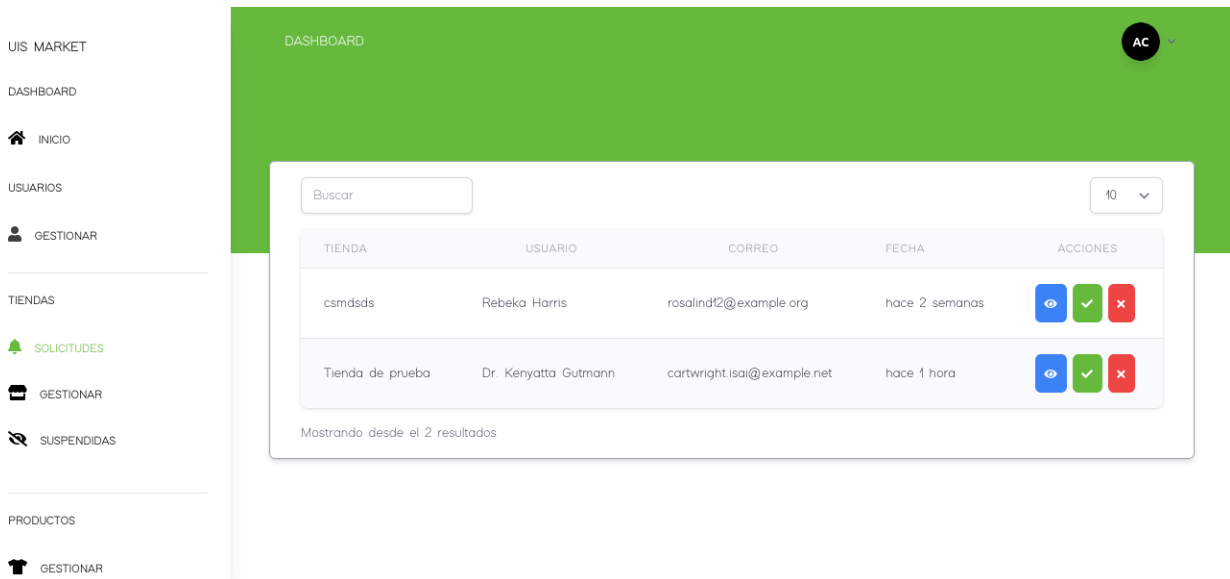 UIS MARKET
DASHBOARD
INICIO
USUARIOS
GESTIONAR
TIENDAS
SOLICITUDES
GESTIONAR
SUSPENDIDAS
PRODUCTOS
GESTIONAR
DASHBOARD
AC
Buscar
10
TIENDA USUARIO CORREO FECHA ACCIONES
csmdsds Rebeka Harris rosalind12@example.org hace 2 semanas
Tienda de prueba Dr. Kenyatta Gutmann cartwright.isai@example.net hace 1 hora
Mostrando desde el 2 resultados